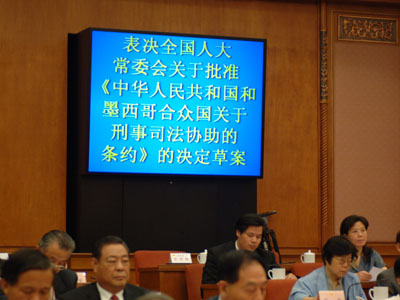 表决全国人大
常委会关于批准
《中华人民共和国和
墨西哥合众国关于
刑事司法协助的
条约》的决定草案